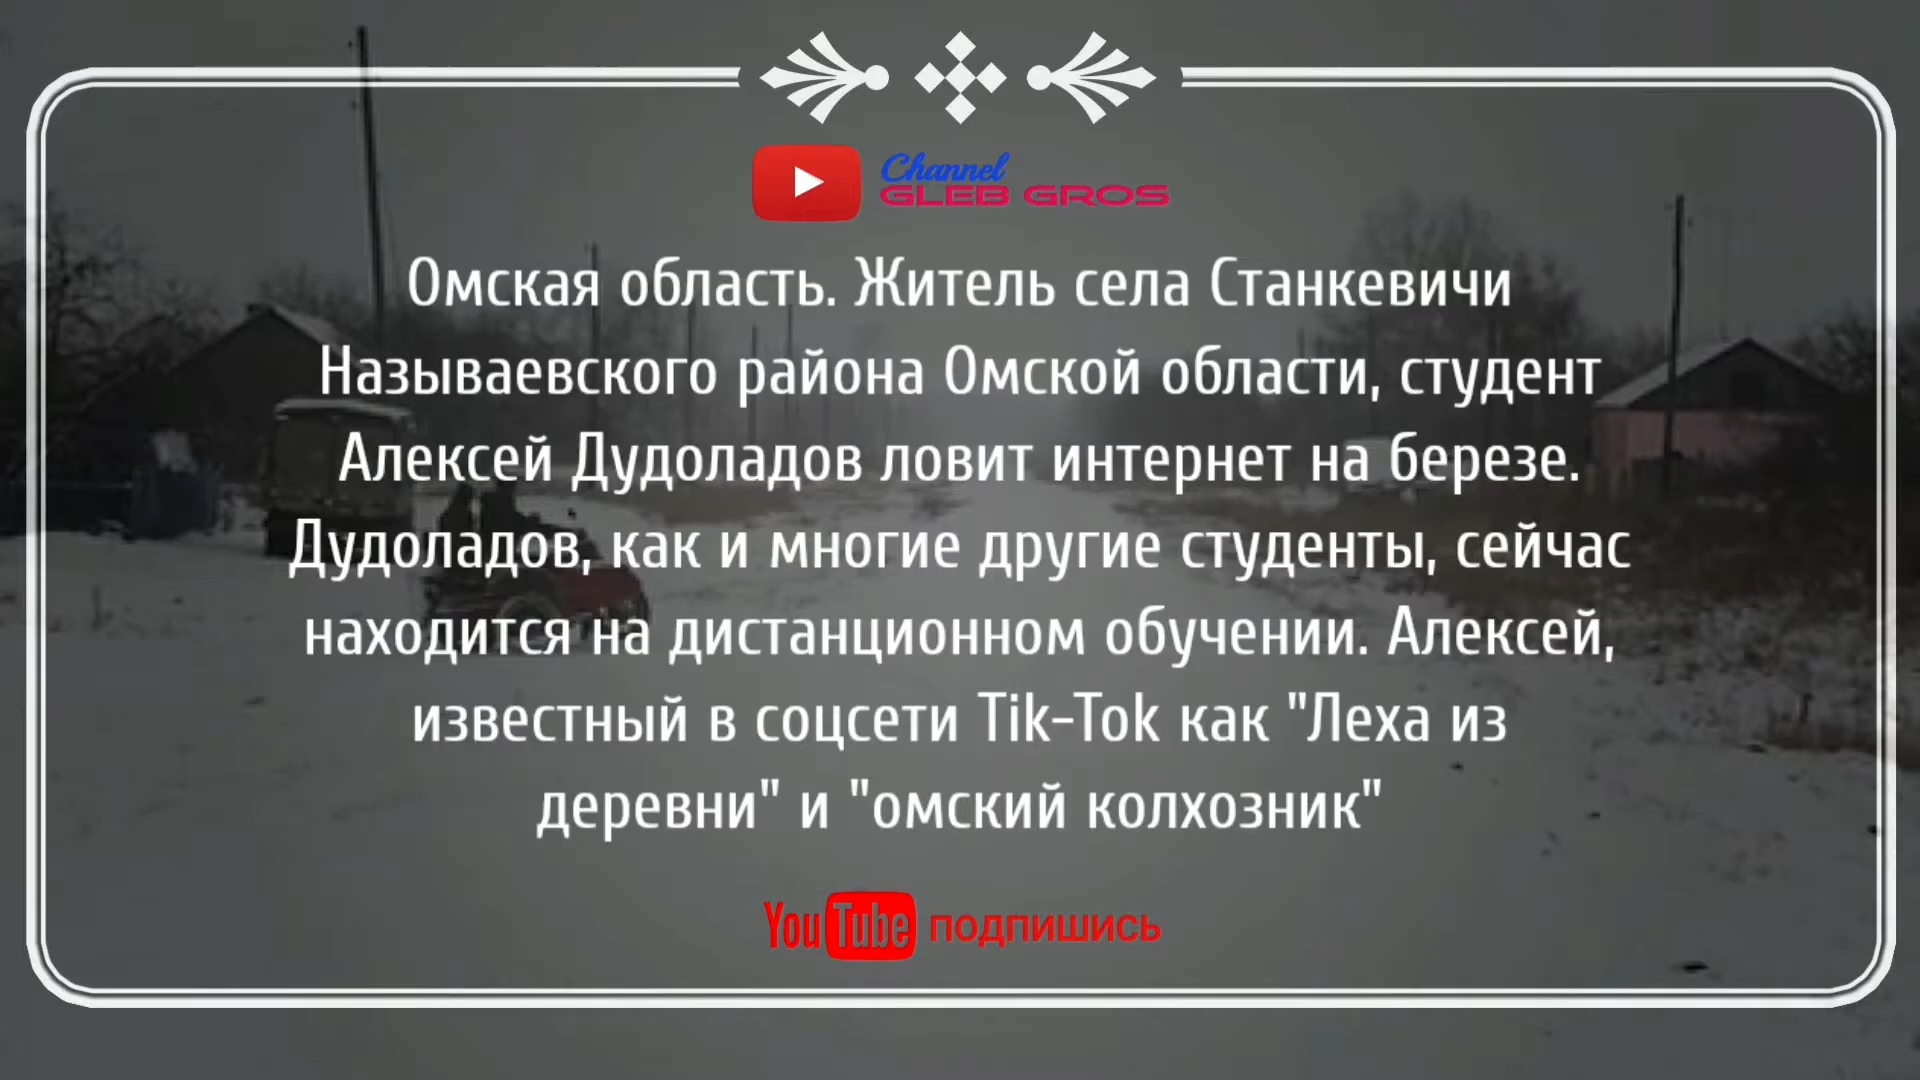 Channel
GLEB GROS
Омская область. Житель села Станкевичи
Называевского района Омской области, студент
Алексей Дудоладов ловит интернет на березе.
Дудоладов, как и многие другие студенты, сейчас
находится на дистанционном обучении. Алексей,
известный в соцсети Tik-Tok как "Леха из
деревни" и "омский колхозник"
YouTube подпишись